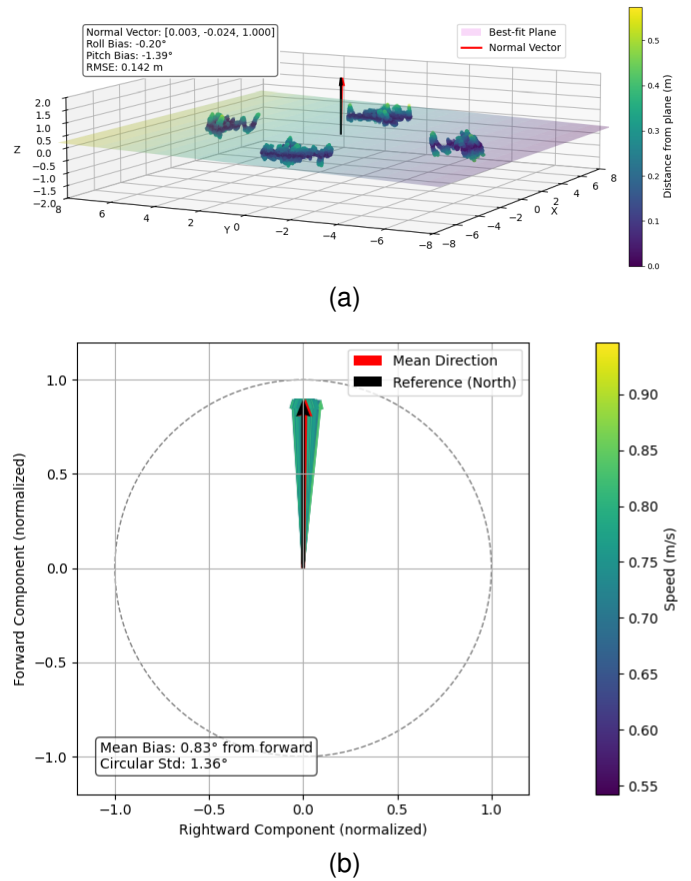 Normal Vector: [0.003, -0.024, 1.000]
Roll Bias: -0.20°
Pitch Bias: -1.39°
RMSE: 0.142 m
Best-fit Plane
Normal Vector
Z
2.0
1.5
1.0
0.5
0.0
−0.5
−1.0
−1.5
−2.0
8
6
4
2
Y
0
−2
−4
−6
−8
−8
−6
−4
−2
0
X
2
4
6
8
0.5
0.4
0.3
0.2
0.1
0.0
Distance from plane (m)
(a)
Mean Direction
Reference (North)
1.0
0.5
0.0
−0.5
−1.0
Forward Component (normalized)
Mean Bias: 0.83° from forward
Circular Std: 1.36°
−1.0 −0.5 0.0 0.5 1.0
Rightward Component (normalized)
0.90
0.85
0.80
0.75
0.70
0.65
0.60
0.55
Speed (m/s)
(b)